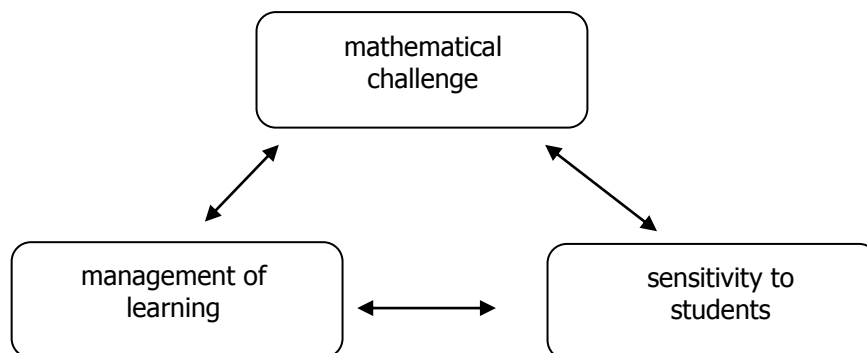 mathematical
challenge
management of
learning
sensitivity to
students